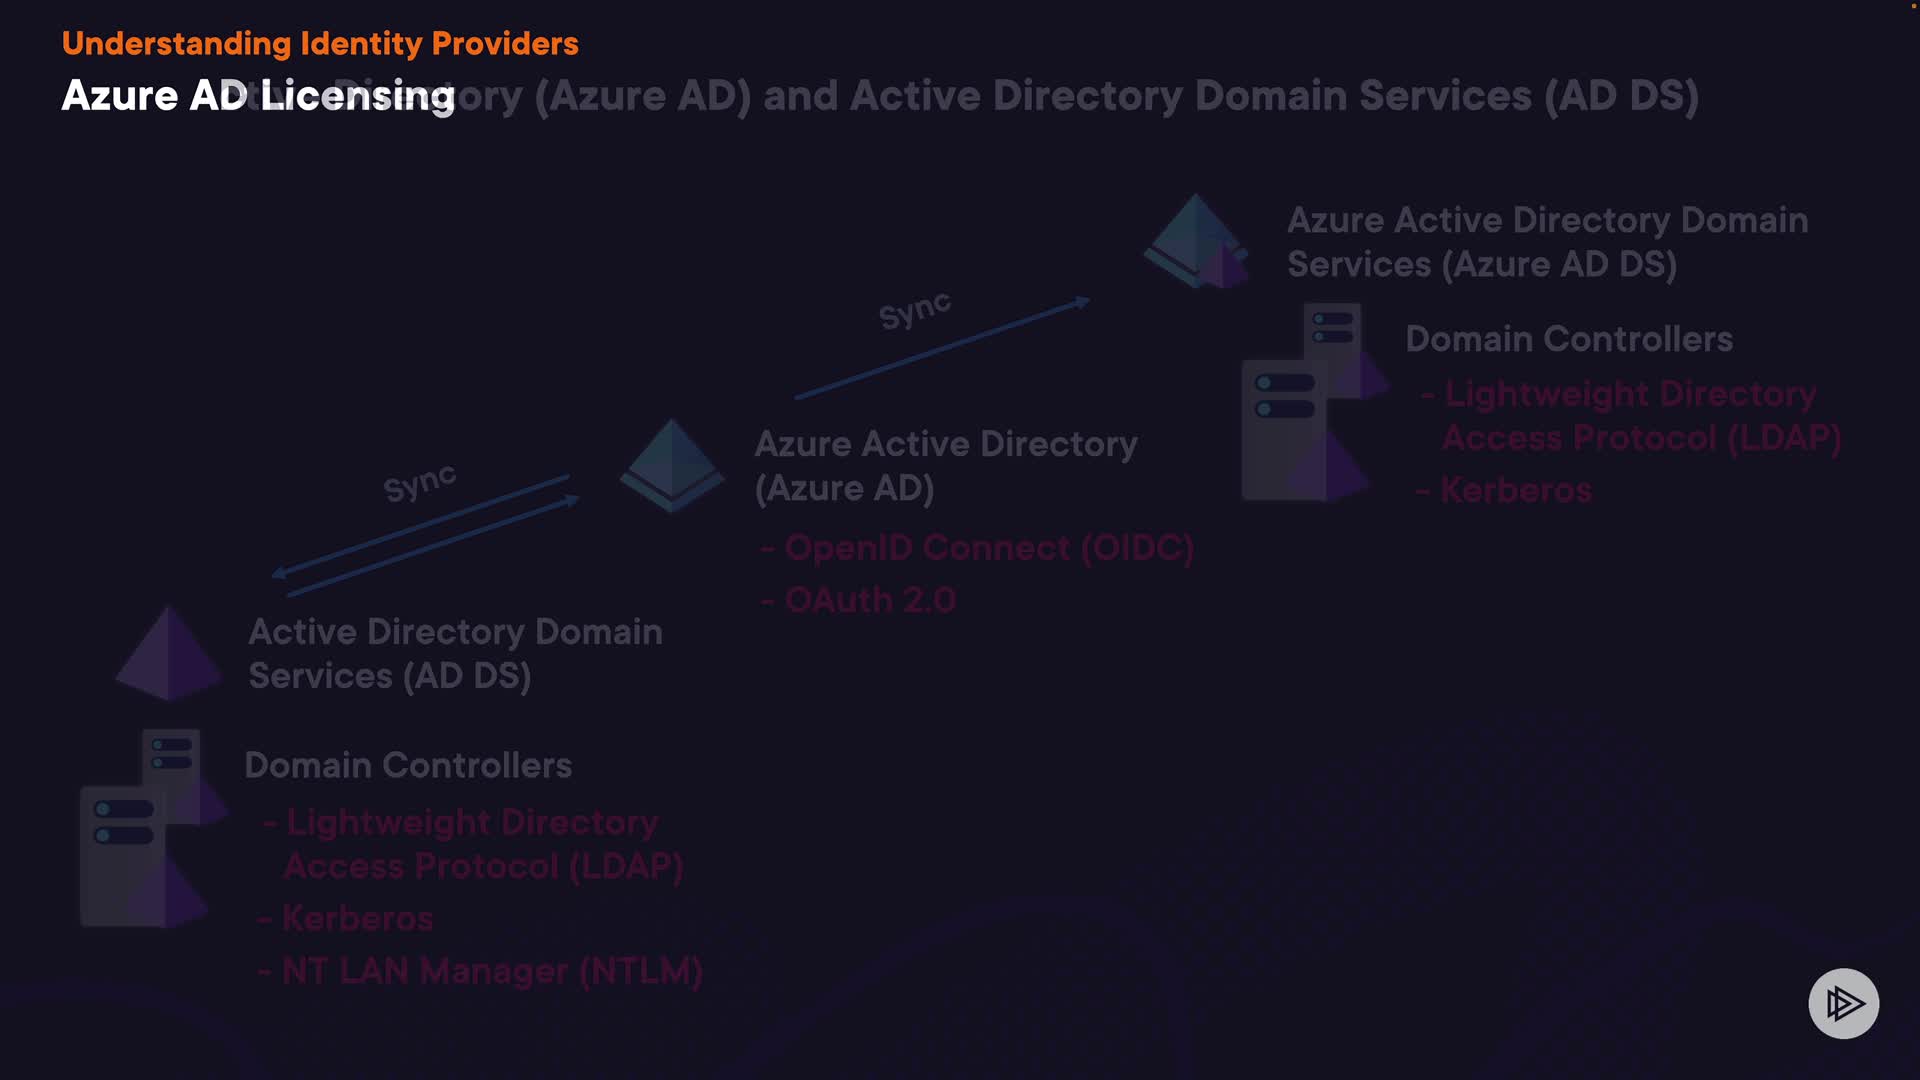 Understanding Identity Providers
Azure AD Licensing
(Azure AD) and Active Directory Domain Services (AD DS)
Azure Active Directory Domain
Services (Azure AD DS)
Sync
Domain Controllers
- Lightweight Directory
Access Protocol (LDAP)
- Kerberos
Azure Active Directory
(Azure AD)
Sync
- OpenID Connect (OIDC)
- OAuth 2.0
Active Directory Domain
Services (AD DS)
Domain Controllers
- Lightweight Directory
Access Protocol (LDAP)
- Kerberos
- NT LAN Manager (NTLM)